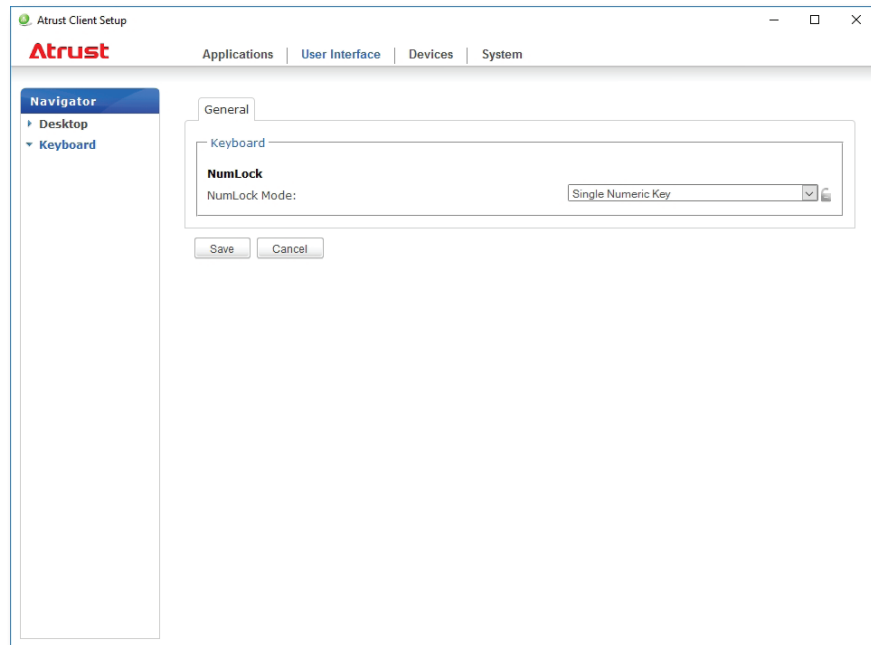 Atrust Client Setup
Atrust
Applications | User Interface | Devices | System
Navigator
Desktop
Keyboard
General
Keyboard
NumLock
NumLock Mode: Single Numeric Key
Save Cancel